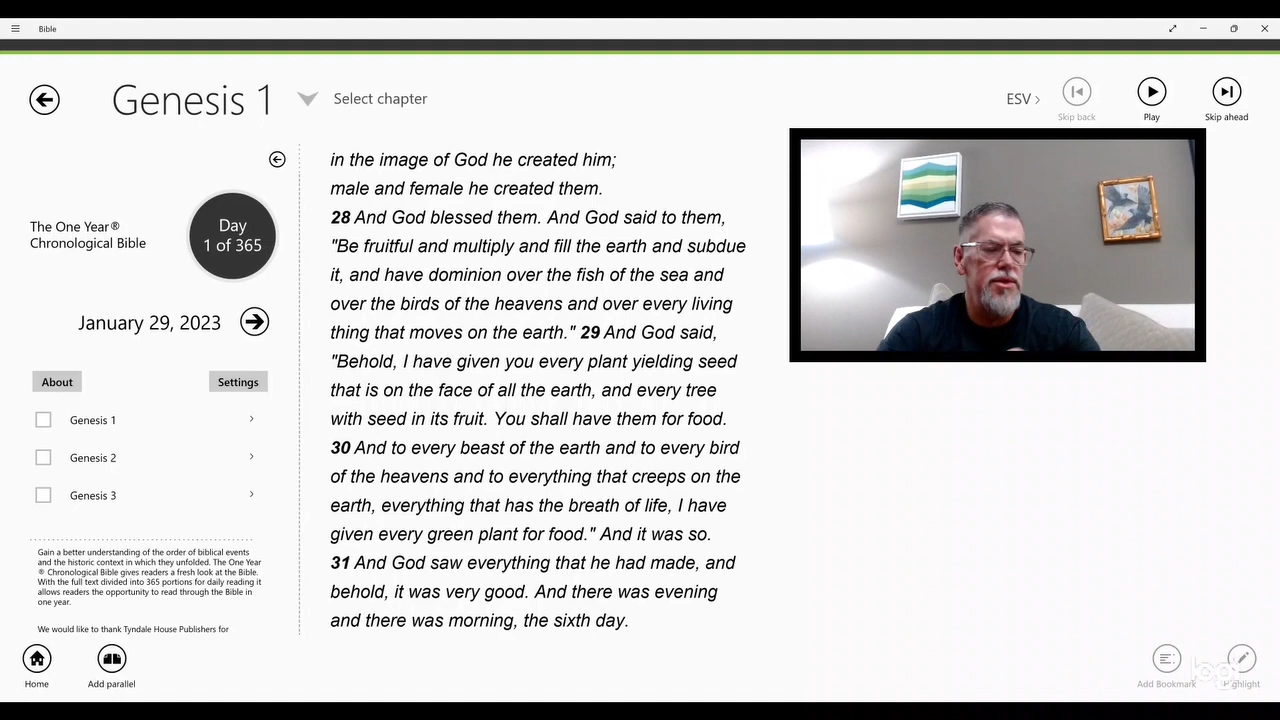 Bible
Genesis 1
Select chapter
ESV
Skip back
Play
Skip ahead
The One Year®
Chronological Bible
Day
1 of 365
January 29, 2023
About
Settings
Genesis 1
Genesis 2
Genesis 3
Gain a better understanding of the order of biblical events
and the historic context in which they unfolded. The One Year
® Chronological Bible gives readers a fresh look at the Bible.
With the full text divided into 365 portions for daily reading it
allows readers the opportunity to read through the Bible in
one year.
We would like to thank Tyndale House Publishers for
in the image of God he created him;
male and female he created them.
28 And God blessed them. And God said to them,
"Be fruitful and multiply and fill the earth and subdue
it, and have dominion over the fish of the sea and
over the birds of the heavens and over every living
thing that moves on the earth." 29 And God said,
"Behold, I have given you every plant yielding seed
that is on the face of all the earth, and every tree
with seed in its fruit. You shall have them for food.
30 And to every beast of the earth and to every bird
of the heavens and to everything that creeps on the
earth, everything that has the breath of life, I have
given every green plant for food." And it was so.
31 And God saw everything that he had made, and
behold, it was very good. And there was evening
and there was morning, the sixth day.
Home
Add parallel
Add Bookmark
Highlight
logi